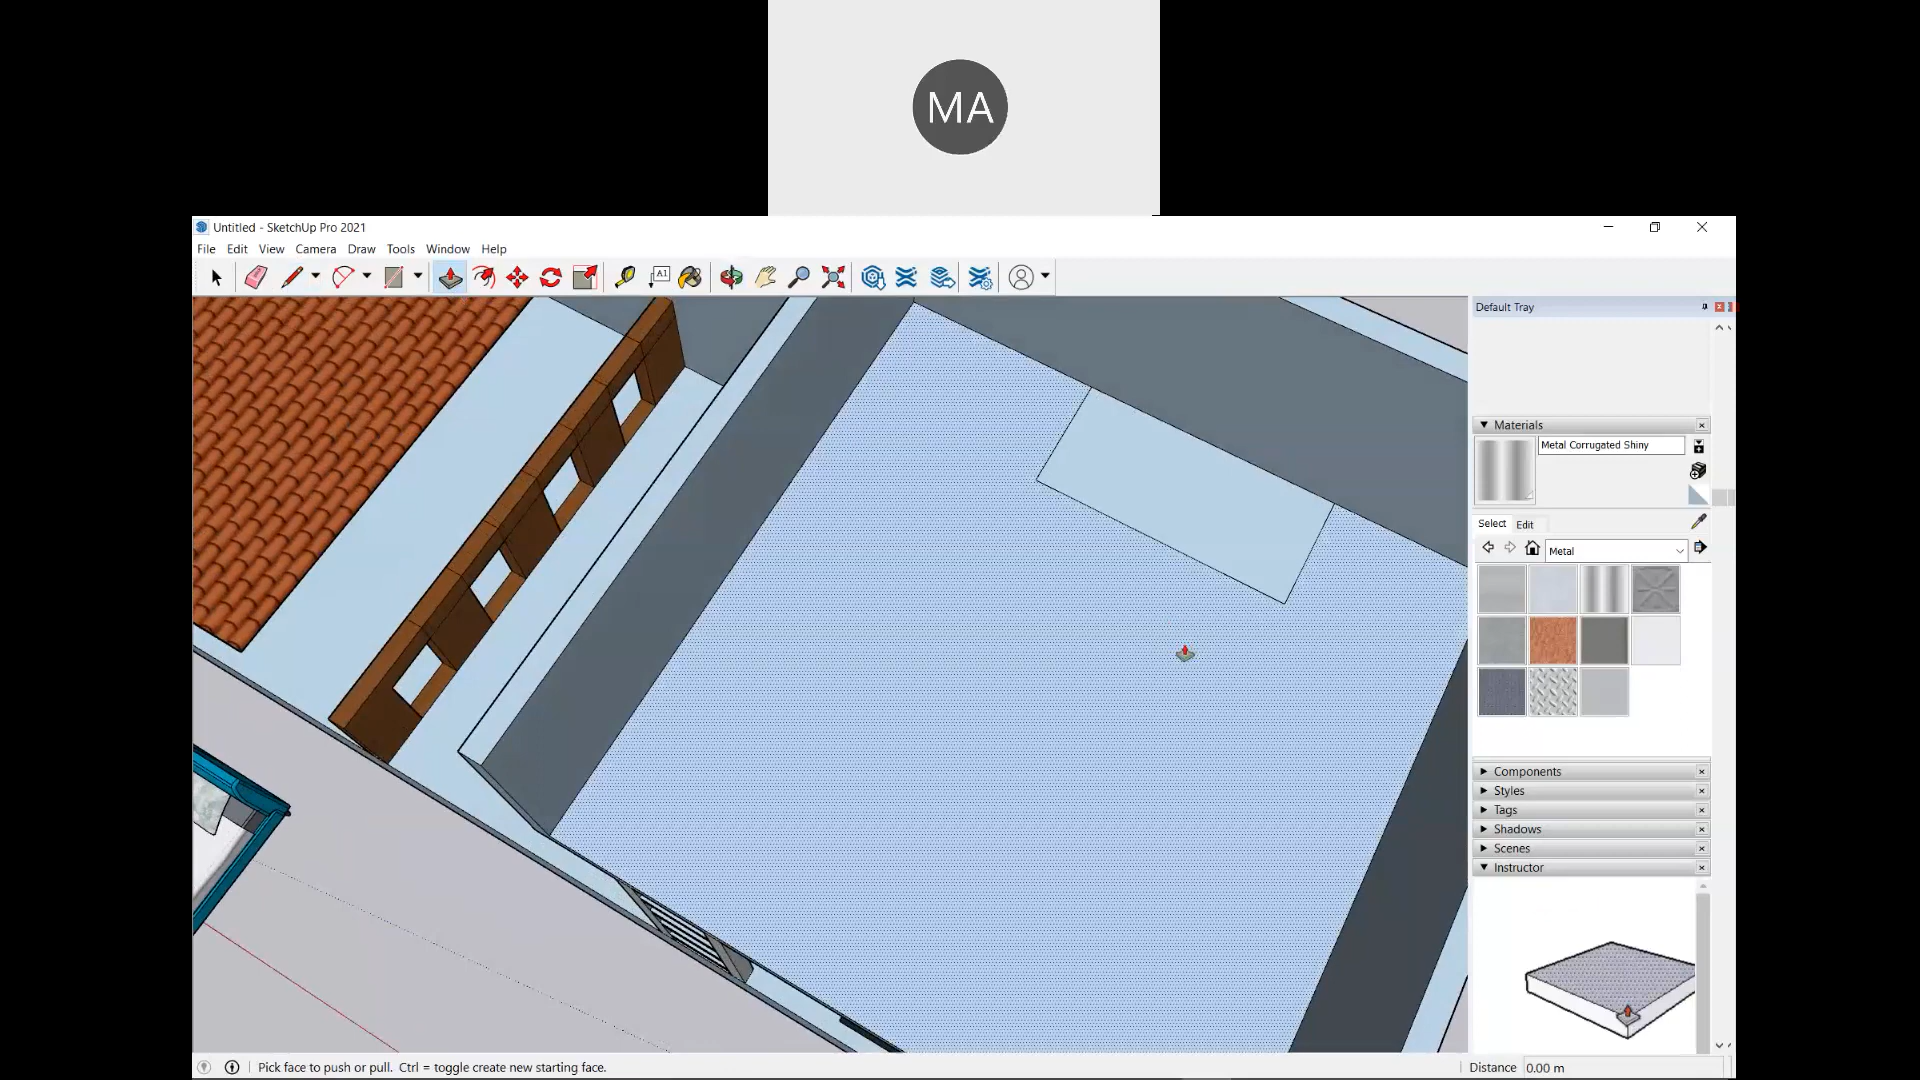 MA
Untitled - SketchUp Pro 2021
File Edit View Camera Draw Tools Window Help
A1
Default Tray
Materials
Metal Corrugated Shiny
Select Edit
Metal
Components
Styles
Tags
Shadows
Scenes
Instructor
Pick face to push or pull. Ctrl = toggle create new starting face.
Distance 0.00 m